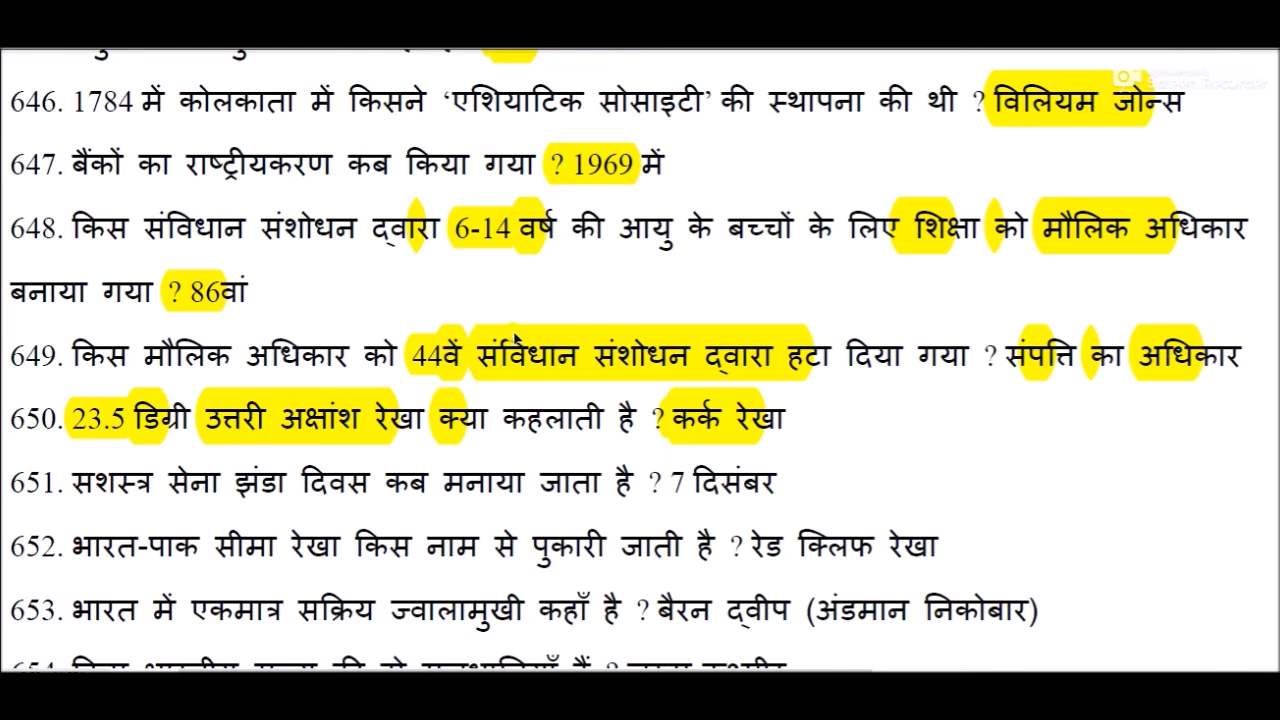 646. 1784 में कोलकाता में किसने ‘एशियाटिक सोसाइटी’ की स्थापना की थी ? विलियम जोन्स
647. बैंकों का राष्ट्रीयकरण कब किया गया ? 1969 में
648. किस संविधान संशोधन द्वारा 6-14 वर्ष की आयु के बच्चों के लिए शिक्षा को मौलिक अधिकार
बनाया गया ? 86वां
649. किस मौलिक अधिकार को 44वें संविधान संशोधन द्वारा हटा दिया गया ? संपत्ति का अधिकार
650. 23.5 डिग्री उत्तरी अक्षांश रेखा क्या कहलाती है ? कर्क रेखा
651. सशस्त्र सेना झंडा दिवस कब मनाया जाता है ? 7 दिसंबर
652. भारत-पाक सीमा रेखा किस नाम से पुकारी जाती है ? रेड क्लिफ रेखा
653. भारत में एकमात्र सक्रिय ज्वालामुखी कहाँ है ? बैरन द्वीप (अंडमान निकोबार)